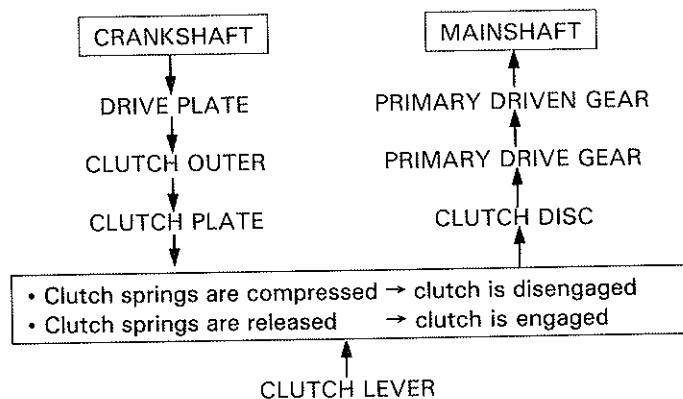 CRANKSHAFT
DRIVE PLATE
CLUTCH OUTER
CLUTCH PLATE
MAINSHAFT
PRIMARY DRIVEN GEAR
PRIMARY DRIVE GEAR
CLUTCH DISC
• Clutch springs are compressed → clutch is disengaged
• Clutch springs are released → clutch is engaged
CLUTCH LEVER